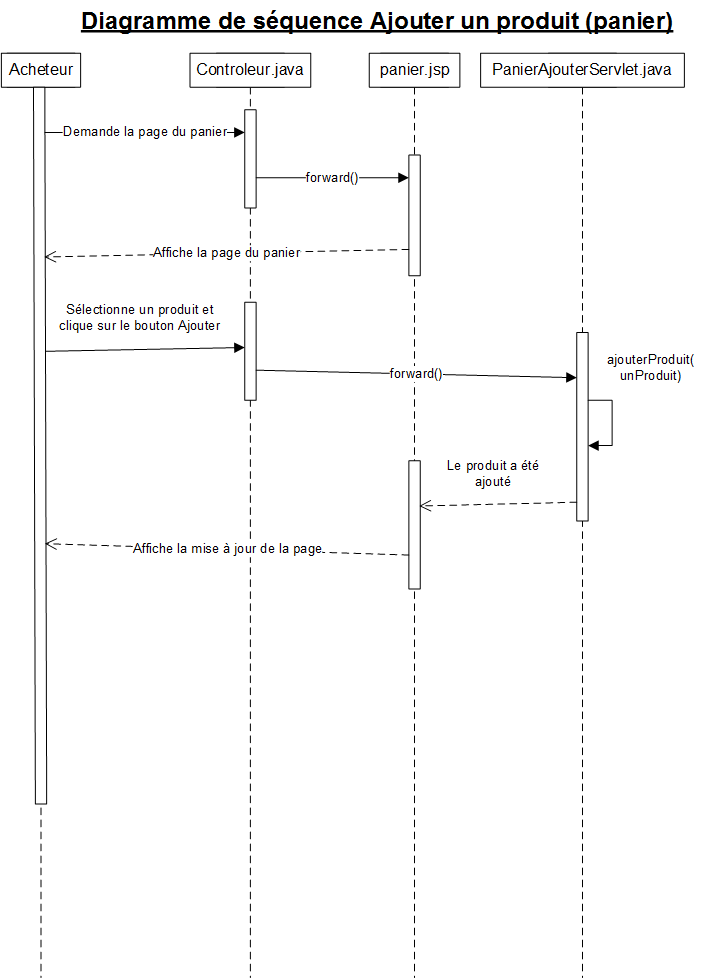 Diagramme de séquence Ajouter un produit (panier)
Acheteur
Controleur.java
panier.jsp
PanierAjouterServlet.java
Demande la page du panier
forward()
Affiche la page du panier
Sélectionne un produit et
clique sur le bouton Ajouter
ajouterProduit(
unProduit)
forward()
Le produit a été
ajouté
Affiche la mise à jour de la page